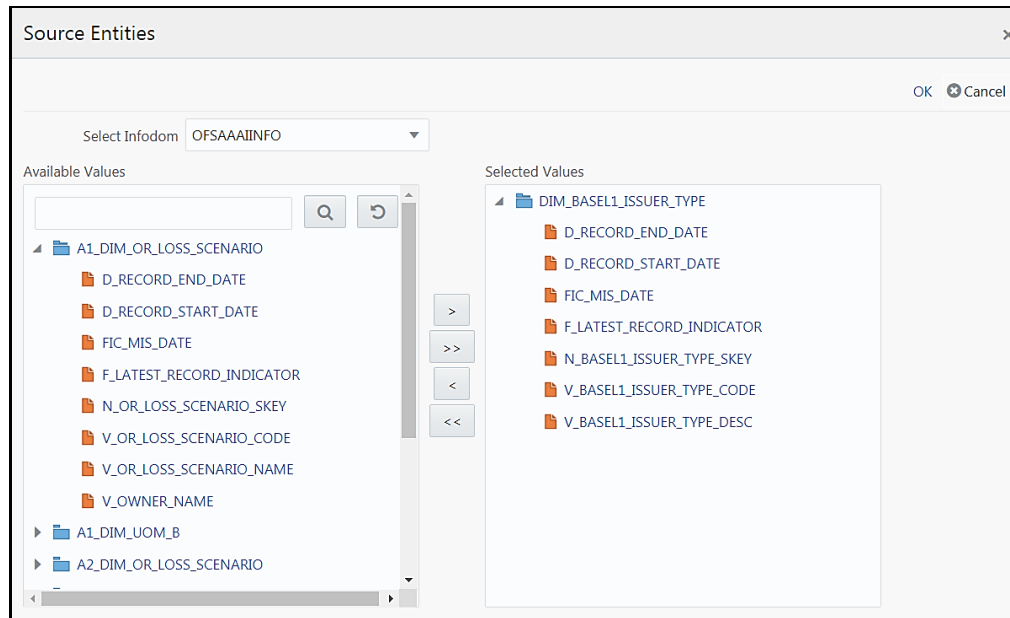 Source Entities
OK Cancel
Select Infodom OFSAAAIINFO
Available Values
A1_DIM_OR_LOSS_SCENARIO
D_RECORD_END_DATE
D_RECORD_START_DATE
FIC_MIS_DATE
F_LATEST_RECORD_INDICATOR
N_OR_LOSS_SCENARIO_SKEY
V_OR_LOSS_SCENARIO_CODE
V_OR_LOSS_SCENARIO_NAME
V_OWNER_NAME
A1_DIM_UOM_B
A2_DIM_OR_LOSS_SCENARIO
>
>>
<
<<
Selected Values
DIM_BASEL1_ISSUER_TYPE
D_RECORD_END_DATE
D_RECORD_START_DATE
FIC_MIS_DATE
F_LATEST_RECORD_INDICATOR
N_BASEL1_ISSUER_TYPE_SKEY
V_BASEL1_ISSUER_TYPE_CODE
V_BASEL1_ISSUER_TYPE_DESC